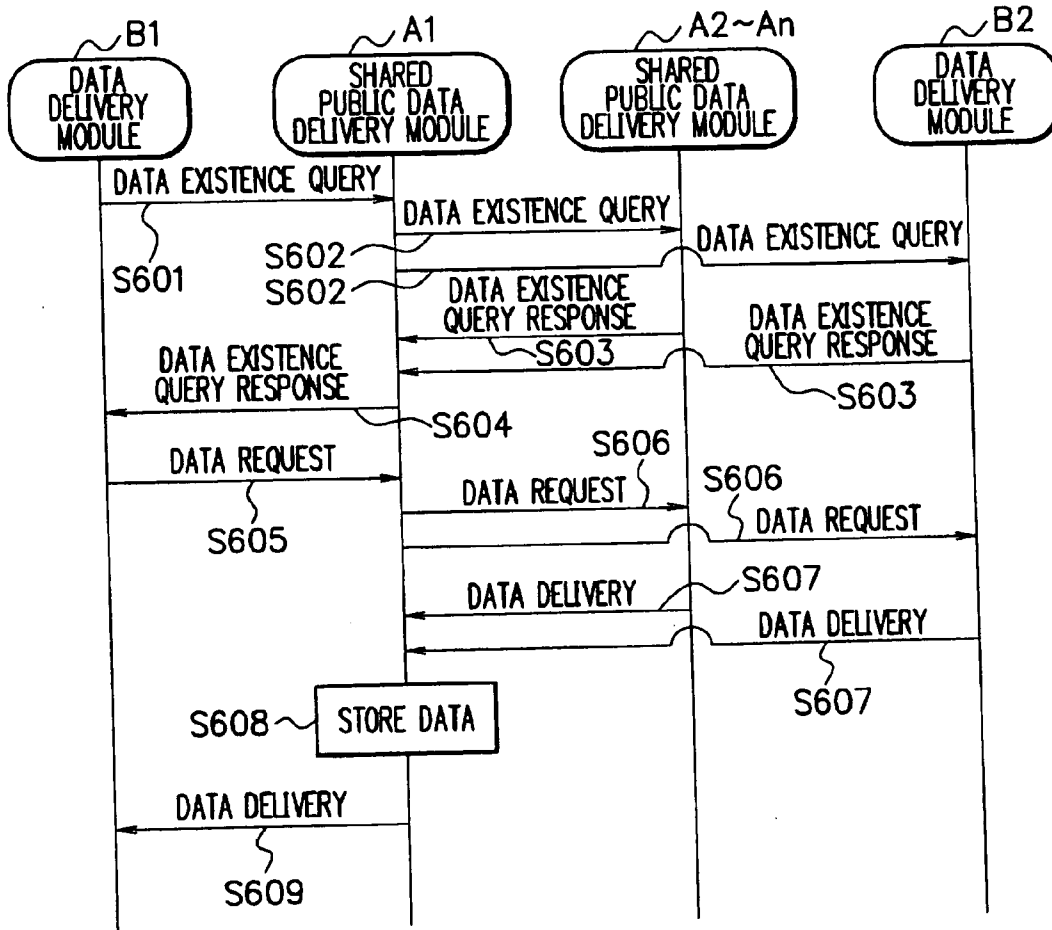 B1
A1
A2~An
B2
DATA
DELIVERY
MODULE
SHARED
PUBLIC DATA
DELIVERY MODULE
SHARED
PUBLIC DATA
DELIVERY MODULE
DATA
DELIVERY
MODULE
DATA EXISTENCE QUERY
S601
DATA EXISTENCE QUERY
S602
DATA EXISTENCE QUERY
S602
DATA EXISTENCE
QUERY RESPONSE
S603
DATA EXISTENCE
QUERY RESPONSE
S603
DATA EXISTENCE
QUERY RESPONSE
S604
DATA REQUEST
S605
S606
DATA REQUEST
S606
DATA REQUEST
DATA DELIVERY
S607
DATA DELIVERY
S607
S608
STORE DATA
DATA DELIVERY
S609